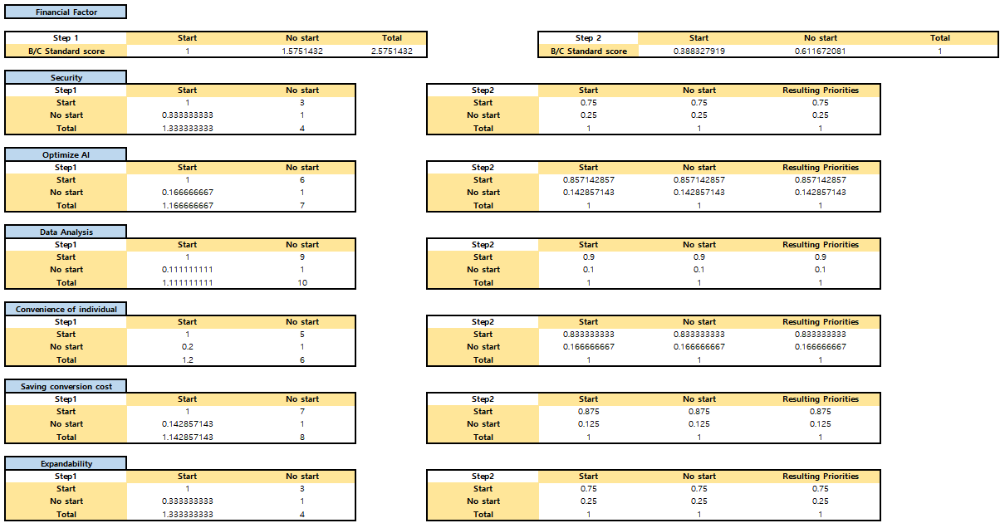 Financial Factor
Step 1 Start No start Total Step 2 Start No start Total
B/C Standard score 1 1.5751432 2.5751432 B/C Standard score 0.388327919 0.611672081 1
Security
Step1 Start No start Step2 Start No start Resulting Priorities
Start 1 3 Start 0.75 0.75 0.75
No start 0.333333333 1 No start 0.25 0.25 0.25
Total 1.333333333 4 Total 1 1 1
Optimize AI
Step1 Start No start Step2 Start No start Resulting Priorities
Start 1 6 Start 0.857142857 0.857142857 0.857142857
No start 0.166666667 1 No start 0.142857143 0.142857143 0.142857143
Total 1.166666667 7 Total 1 1 1
Data Analysis
Step1 Start No start Step2 Start No start Resulting Priorities
Start 1 9 Start 0.9 0.9 0.9
No start 0.111111111 1 No start 0.1 0.1 0.1
Total 1.111111111 10 Total 1 1 1
Convenience of individual
Step1 Start No start Step2 Start No start Resulting Priorities
Start 1 5 Start 0.833333333 0.833333333 0.833333333
No start 0.2 1 No start 0.166666667 0.166666667 0.166666667
Total 1.2 6 Total 1 1 1
Saving conversion cost
Step1 Start No start Step2 Start No start Resulting Priorities
Start 1 7 Start 0.875 0.875 0.875
No start 0.142857143 1 No start 0.125 0.125 0.125
Total 1.142857143 8 Total 1 1 1
Expandability
Step1 Start No start Step2 Start No start Resulting Priorities
Start 1 3 Start 0.75 0.75 0.75
No start 0.333333333 1 No start 0.25 0.25 0.25
Total 1.333333333 4 Total 1 1 1